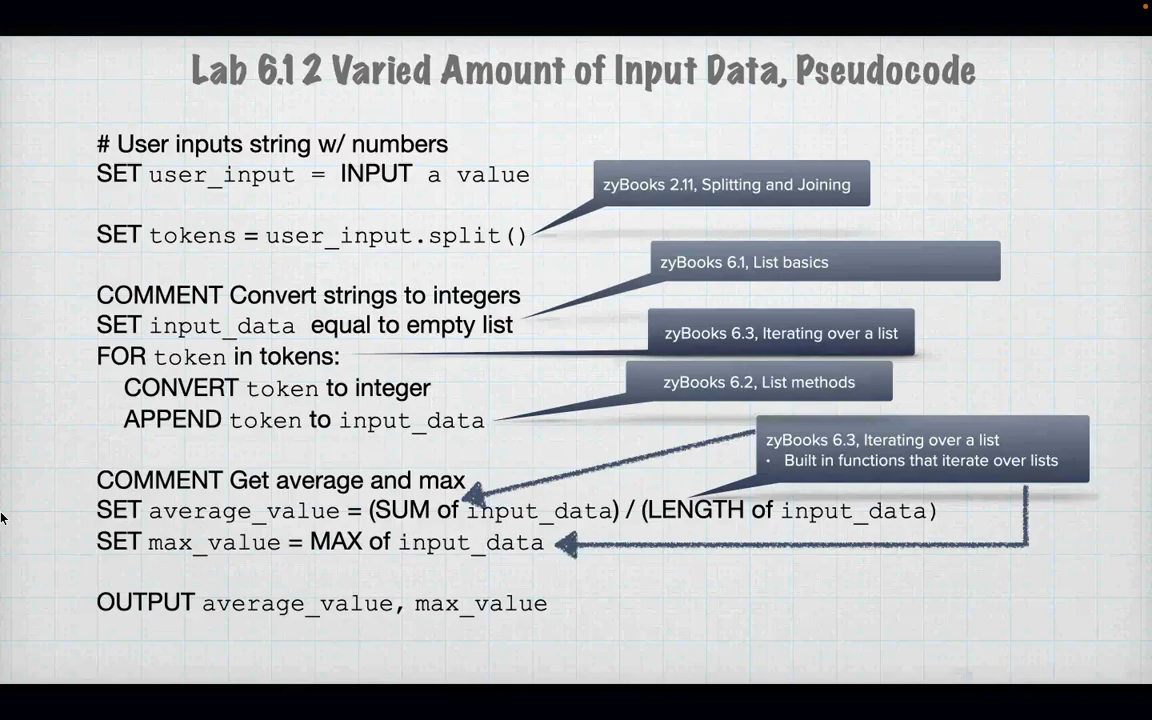 Lab 6.12 Varied Amount of Input Data, Pseudocode
# User inputs string w/ numbers
SET user_input = INPUT a value
zyBooks 2.11, Splitting and Joining
SET tokens = user_input.split()
zyBooks 6.1, List basics
COMMENT Convert strings to integers
SET input_data equal to empty list
zyBooks 6.3, Iterating over a list
FOR token in tokens:
zyBooks 6.2, List methods
CONVERT token to integer
APPEND token to input_data
zyBooks 6.3, Iterating over a list
• Built in functions that iterate over lists
COMMENT Get average and max
SET average_value = (SUM of input_data) / (LENGTH of input_data)
SET max_value = MAX of input_data
OUTPUT average_value, max_value